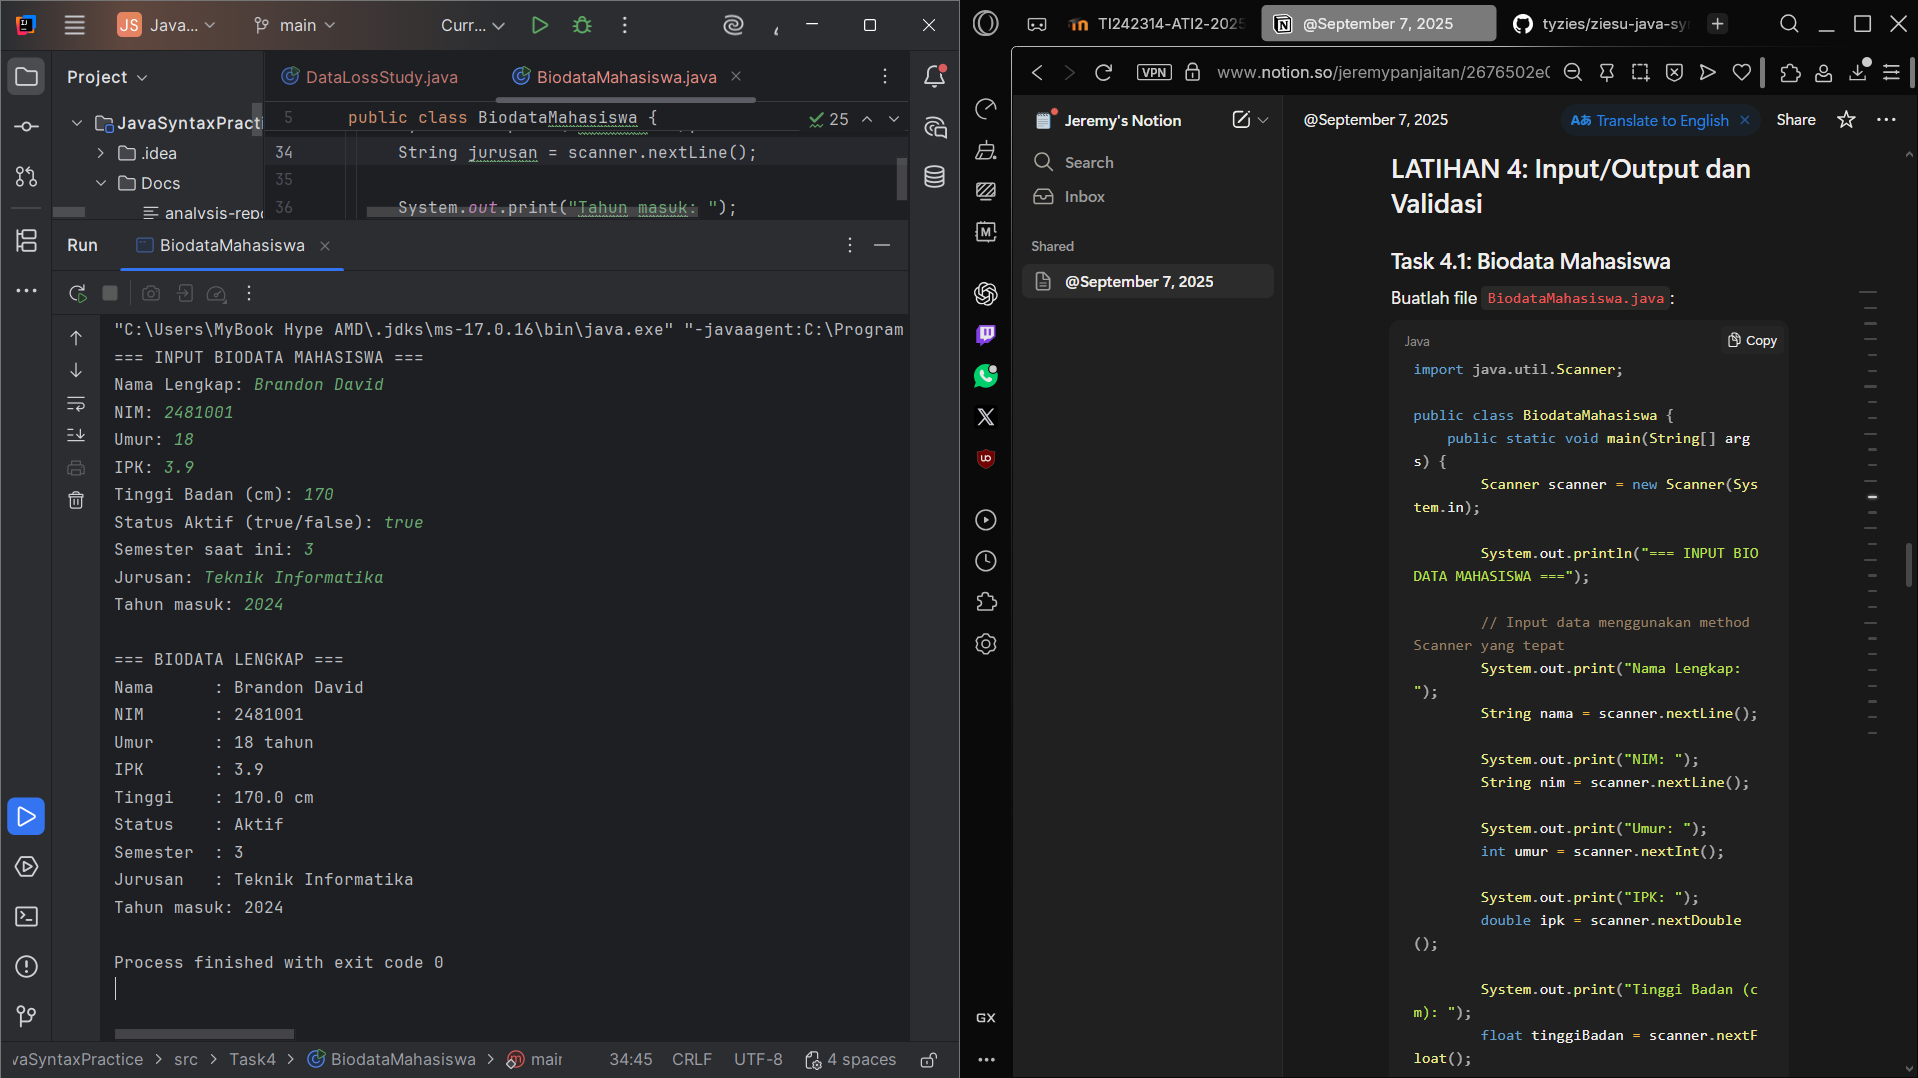 JS Java... main Curr...
Project
DataLossStudy.java
BiodataMahasiswa.java
JavaSyntaxPracti
.idea
Docs
analysis-repo
5 public class BiodataMahasiswa {
25
34 String jurusan = scanner.nextLine();
35
36 System.out.print("Tahun masuk: ");
Run BiodataMahasiswa
"C:\Users\MyBook Hype AMD\.jdks\ms-17.0.16\bin\java.exe" "-javaagent:C:\Program
=== INPUT BIODATA MAHASISWA ===
Nama Lengkap: Brandon David
NIM: 2481001
Umur: 18
IPK: 3.9
Tinggi Badan (cm): 170
Status Aktif (true/false): true
Semester saat ini: 3
Jurusan: Teknik Informatika
Tahun masuk: 2024
=== BIODATA LENGKAP ===
Nama : Brandon David
NIM : 2481001
Umur : 18 tahun
IPK : 3.9
Tinggi : 170.0 cm
Status : Aktif
Semester : 3
Jurusan : Teknik Informatika
Tahun masuk: 2024
Process finished with exit code 0
vaSyntaxPractice > src > Task4 > BiodataMahasiswa > main 34:45 CRLF UTF-8 4 spaces
TI242314-ATI2-2025
@September 7, 2025
tyzies/ziesu-java-sy
VPN
www.notion.so/jeremypanjaitan/2676502e0
Jeremy's Notion
Search
Inbox
Shared
@September 7, 2025
GX
@September 7, 2025
Translate to English
Share
LATIHAN 4: Input/Output dan
Validasi
Task 4.1: Biodata Mahasiswa
Buatlah file BiodataMahasiswa.java :
Java
Copy
import java.util.Scanner;
public class BiodataMahasiswa {
public static void main(String[] arg
s) {
Scanner scanner = new Scanner(Sys
tem.in);
System.out.println("=== INPUT BIO
DATA MAHASISWA ===");
// Input data menggunakan method
Scanner yang tepat
System.out.print("Nama Lengkap:
");
String nama = scanner.nextLine();
System.out.print("NIM: ");
String nim = scanner.nextLine();
System.out.print("Umur: ");
int umur = scanner.nextInt();
System.out.print("IPK: ");
double ipk = scanner.nextDouble
();
System.out.print("Tinggi Badan (c
m): ");
float tinggiBadan = scanner.nextF
loat();